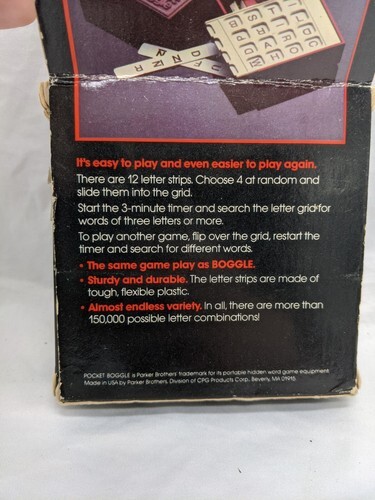 It's easy to play and even easier to play again.
There are 12 letter strips. Choose 4 at random and
slide them into the grid.
Start the 3-minute timer and search the letter grid for
words of three letters or more.
To play another game, flip over the grid, restart the
timer and search for different words.
• The same game play as BOGGLE.
• Sturdy and durable. The letter strips are made of
tough, flexible plastic.
• Almost endless variety. In all, there are more than
150,000 possible letter combinations!
POCKET BOGGLE is Parker Brothers' trademark for its portable hidden word game equipment.
Made in USA by Parker Brothers, Division of CPG Products Corp., Beverly, MA 01915